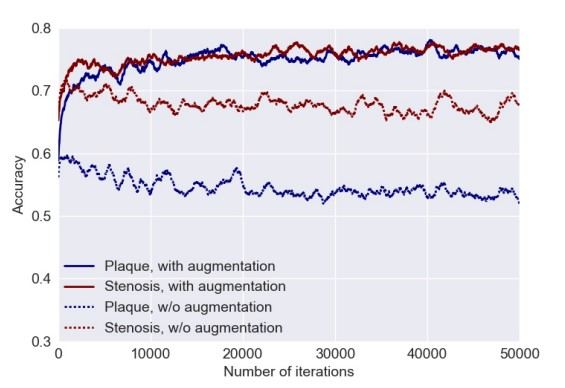 0.8
0.7
0.6
0.5
0.4
0.3
Accuracy
Plaque, with augmentation
Stenosis, with augmentation
Plaque, w/o augmentation
Stenosis, w/o augmentation
0 10000 20000 30000 40000 50000
Number of iterations